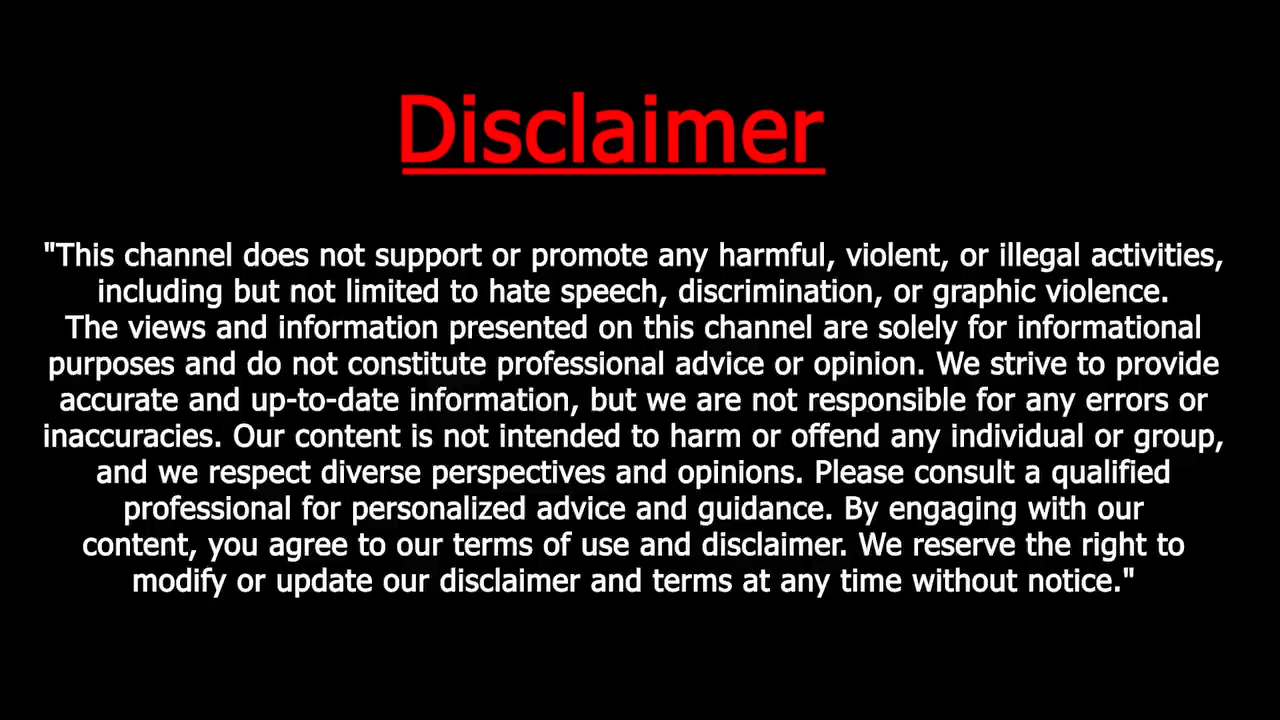 Disclaimer
"This channel does not support or promote any harmful, violent, or illegal activities,
including but not limited to hate speech, discrimination, or graphic violence.
The views and information presented on this channel are solely for informational
purposes and do not constitute professional advice or opinion. We strive to provide
accurate and up-to-date information, but we are not responsible for any errors or
inaccuracies. Our content is not intended to harm or offend any individual or group,
and we respect diverse perspectives and opinions. Please consult a qualified
professional for personalized advice and guidance. By engaging with our
content, you agree to our terms of use and disclaimer. We reserve the right to
modify or update our disclaimer and terms at any time without notice."